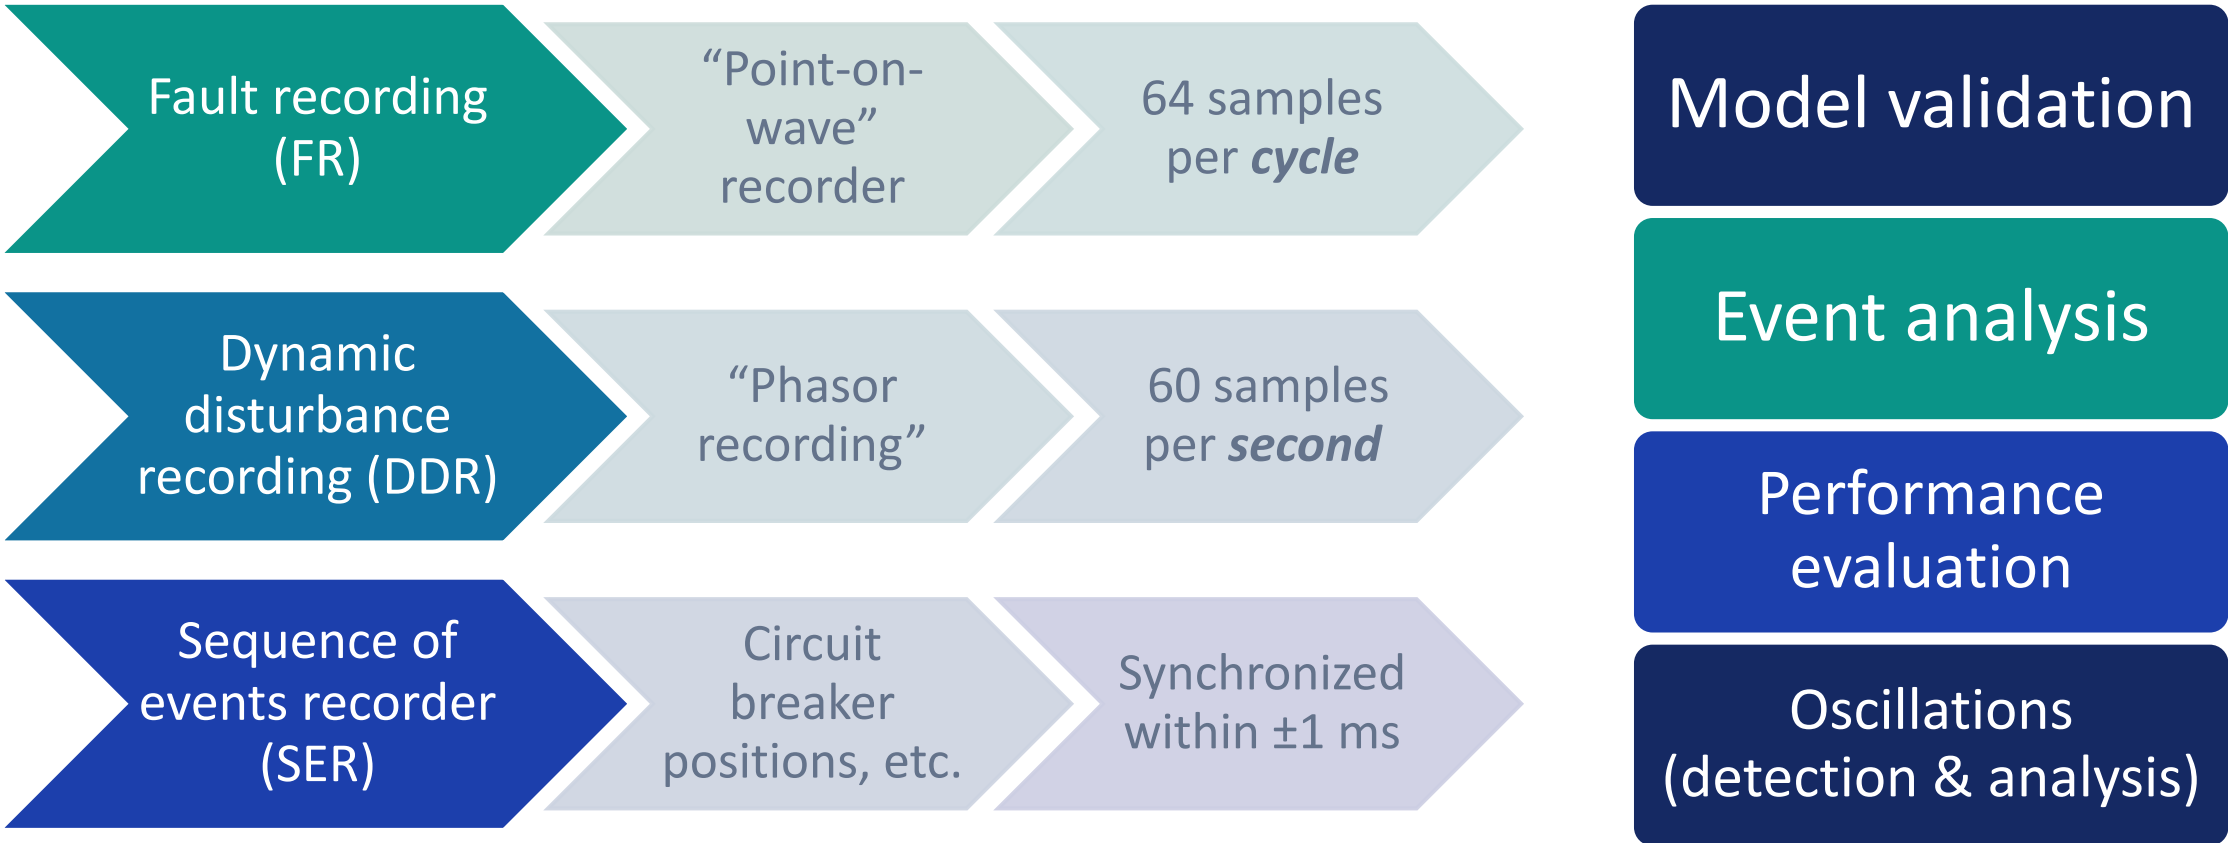 Fault recording
(FR)
“Point-on-
wave”
recorder
64 samples
per cycle
Dynamic
disturbance
recording (DDR)
“Phasor
recording”
60 samples
per second
Sequence of
events recorder
(SER)
Circuit
breaker
positions, etc.
Synchronized
within ±1 ms
Model validation
Event analysis
Performance
evaluation
Oscillations
(detection & analysis)